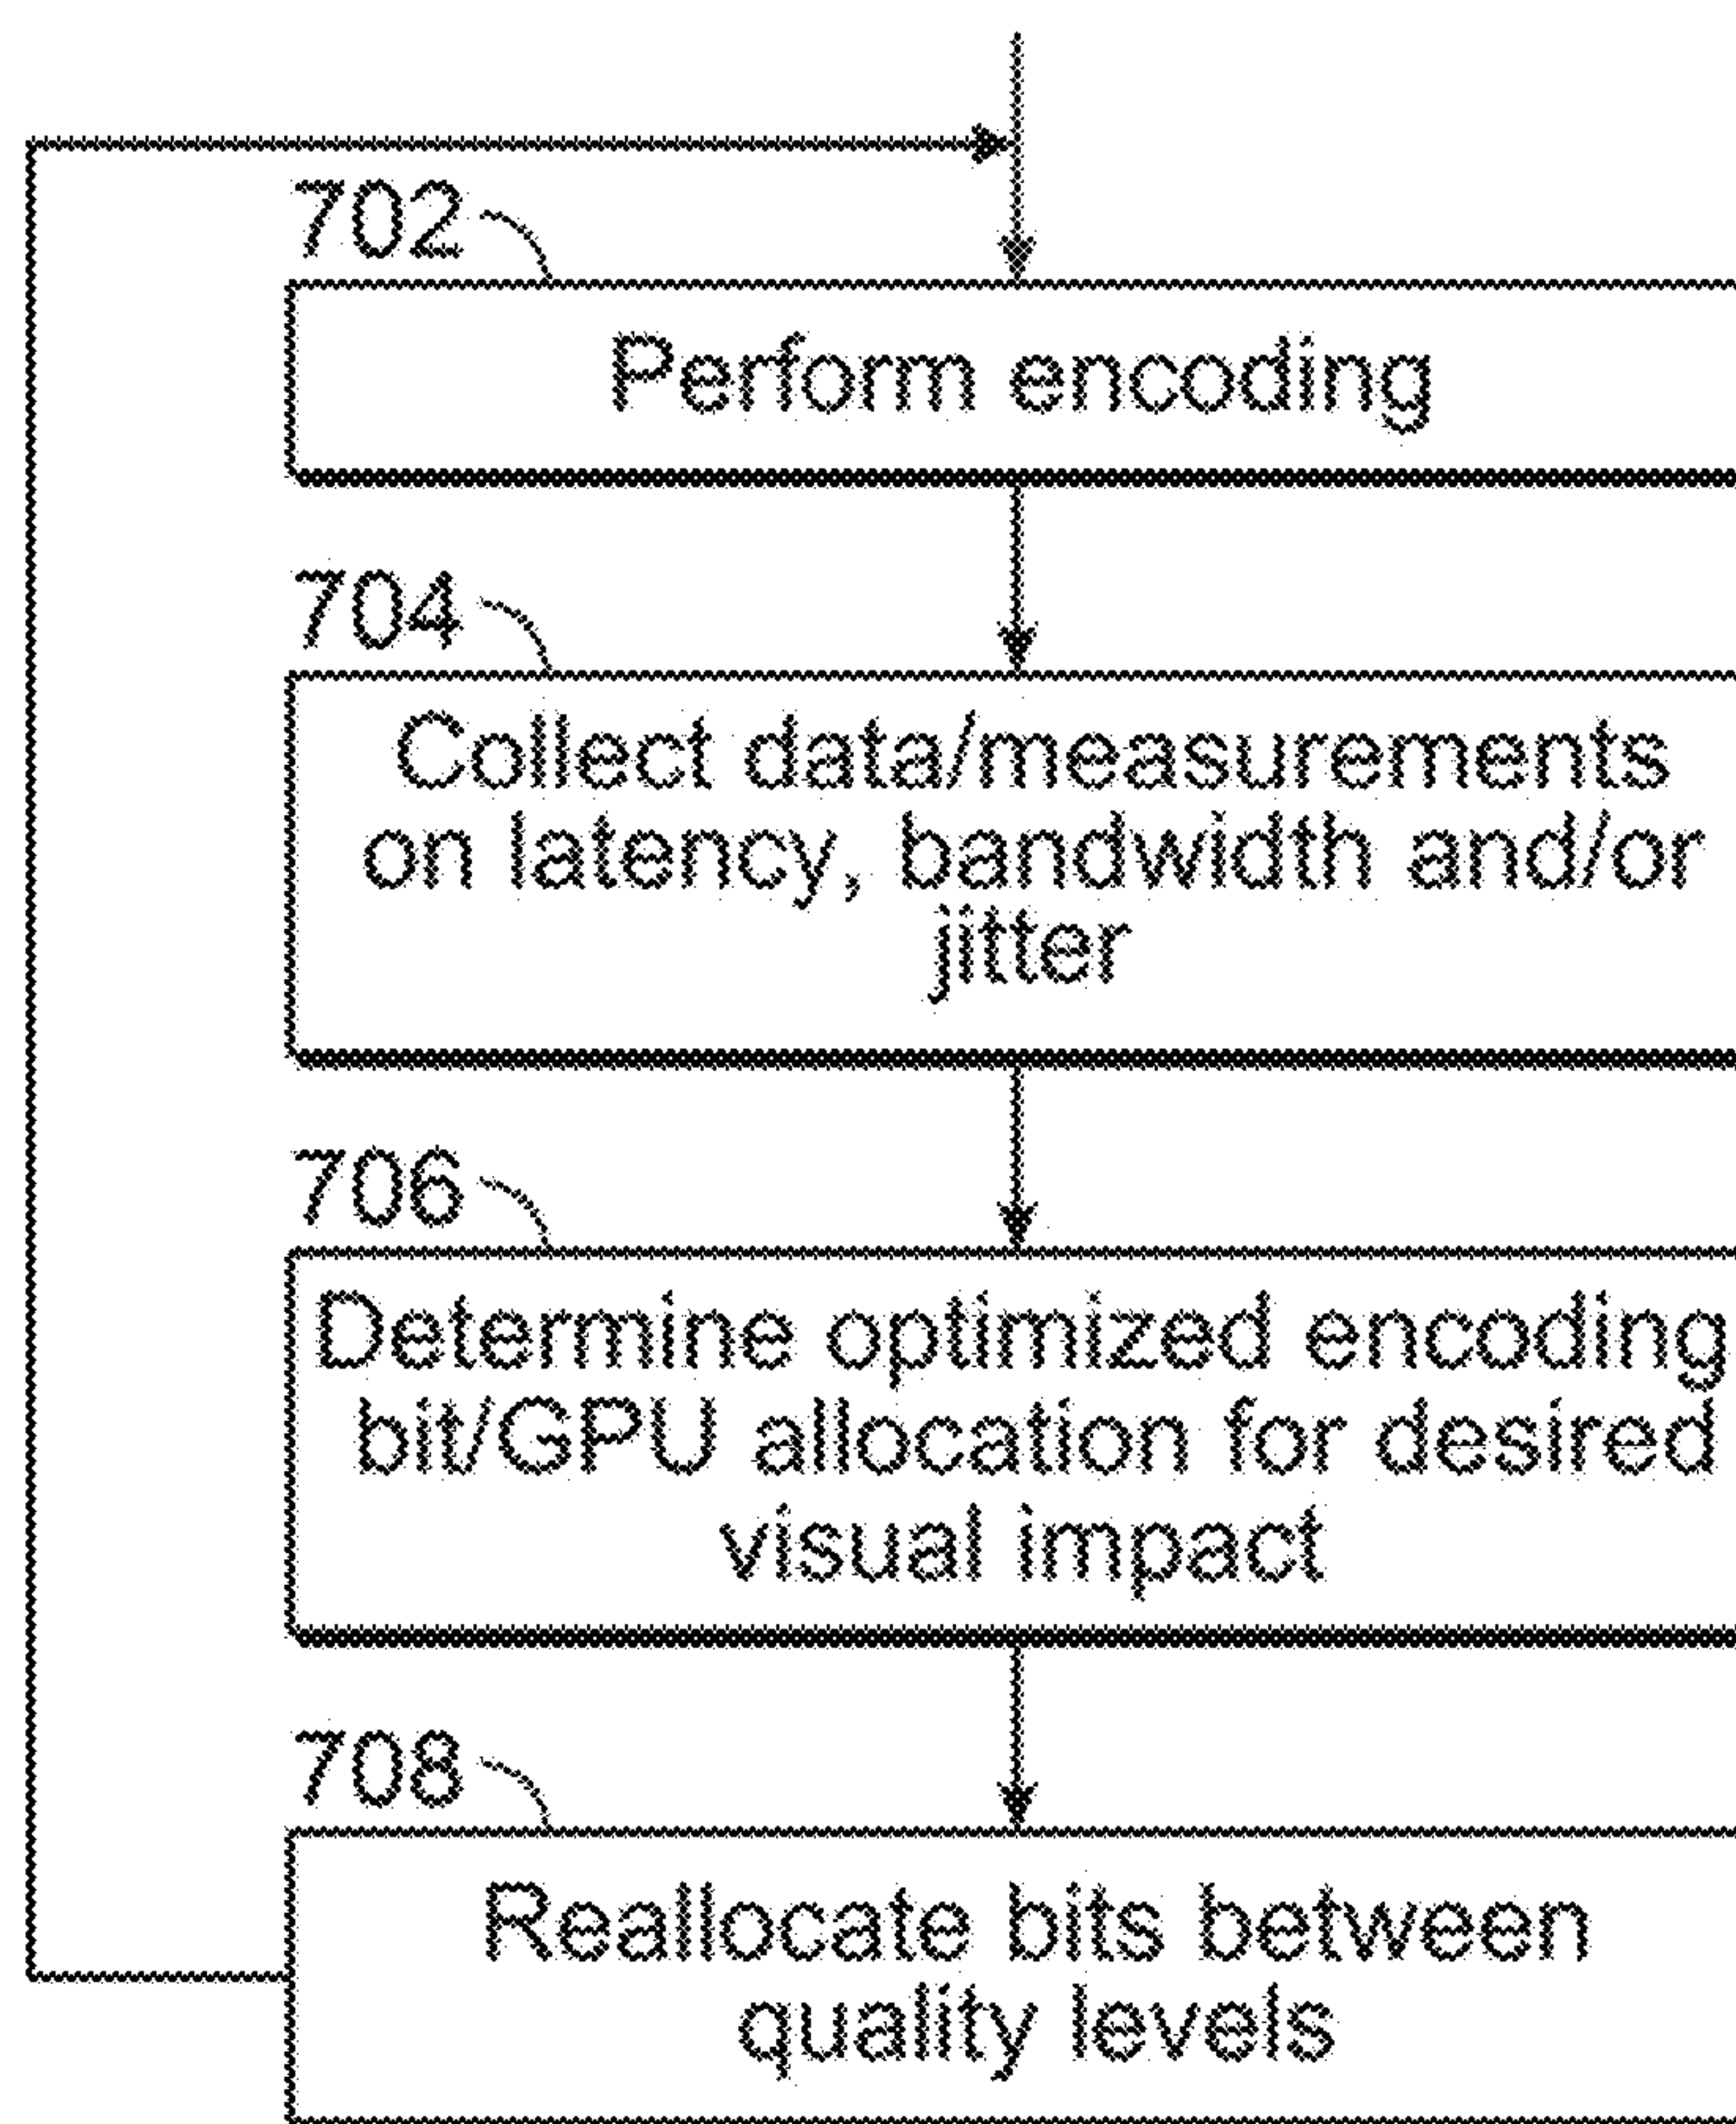 702
Perform encoding
704
Collect data/measurements
on latency, bandwidth and/or
jitter
706
Determine optimized encoding
bit/GPU allocation for desired
visual impact
708
Reallocate bits between
quality levels